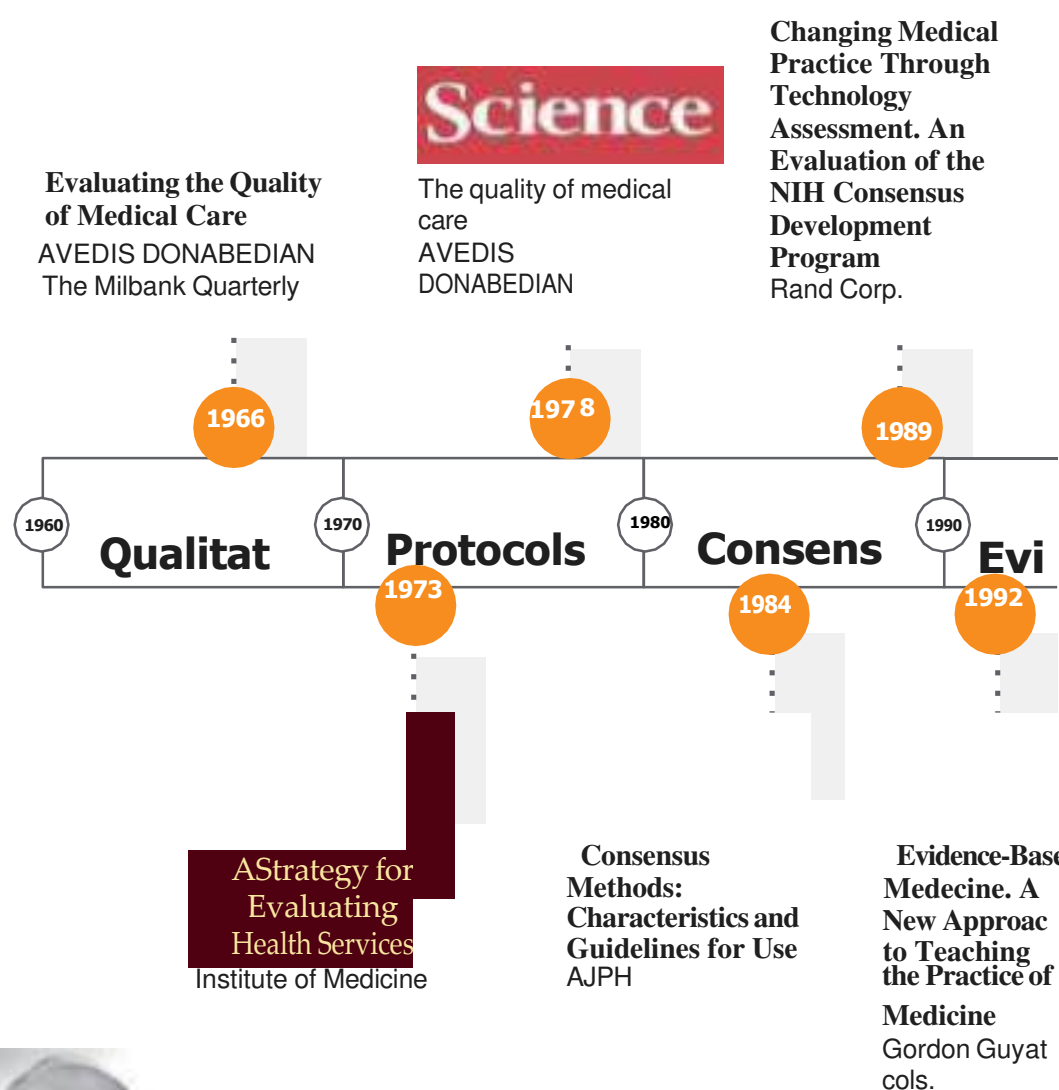 Changing Medical
Practice Through
Technology
Assessment. An
Evaluation of the
NIH Consensus
Development
Program
Rand Corp.
Science
The quality of medical
care
AVEDIS
DONABEDIAN
Evaluating the Quality
of Medical Care
AVEDIS DONABEDIAN
The Milbank Quarterly
1966
1978
1989
1960
1970
1980
1990
Qualitat
Protocols
Consens
Evi
1973
1984
1992
AStrategy for
Evaluating
Health Services
Institute of Medicine
Consensus
Methods:
Characteristics and
Guidelines for Use
AJPH
Evidence-Base
Medecine. A
New Approac
to Teaching
the Practice of
Medicine
Gordon Guyat
cols.